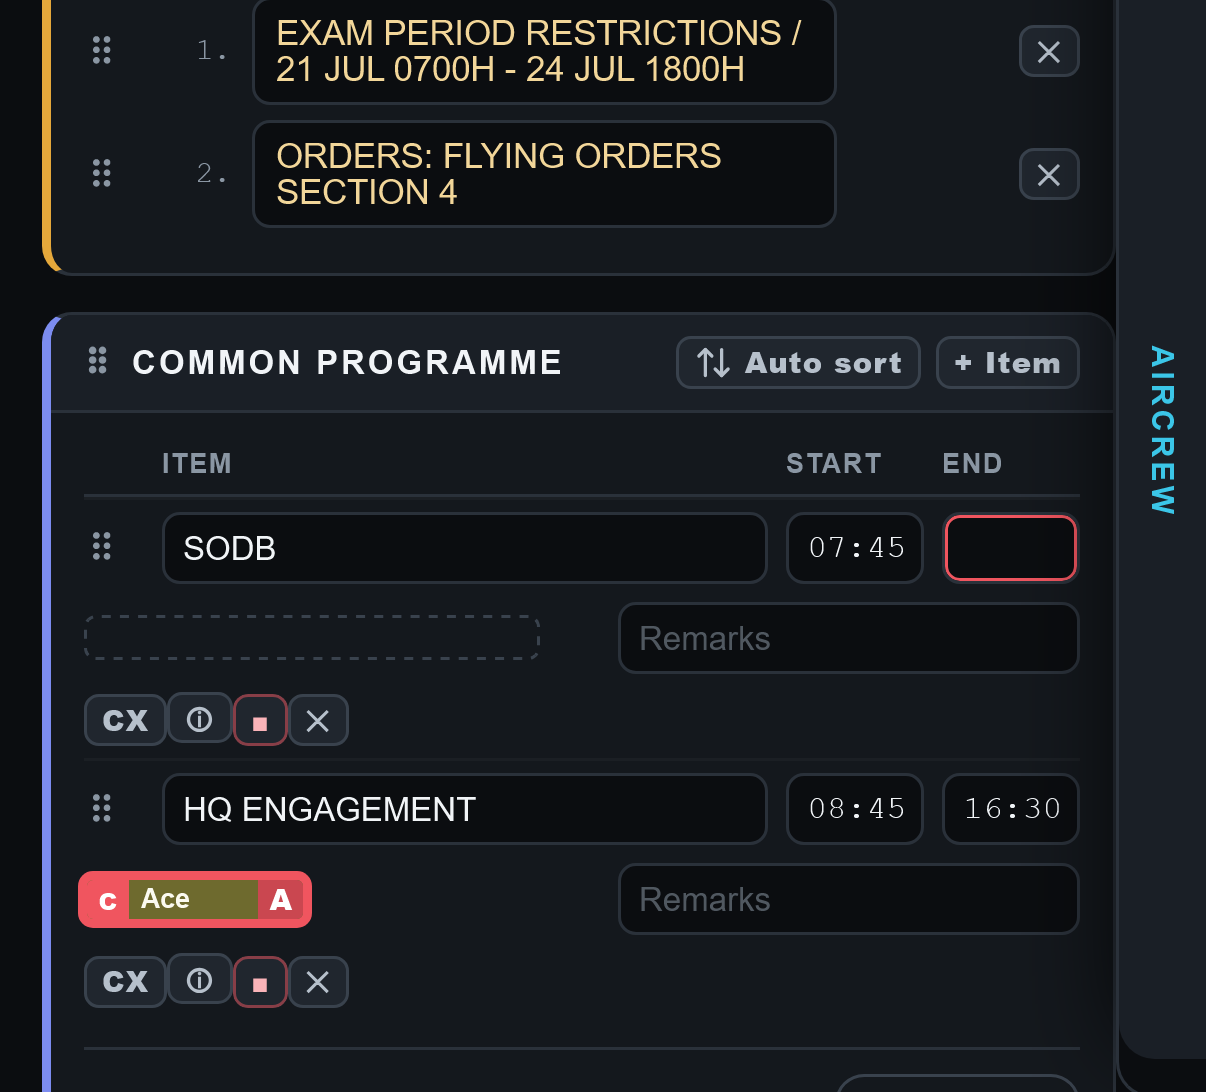 1.
EXAM PERIOD RESTRICTIONS /
21 JUL 0700H - 24 JUL 1800H
2.
ORDERS: FLYING ORDERS
SECTION 4
COMMON PROGRAMME
Auto sort
+ Item
ITEM START END
SODB 07:45
Remarks
CX
HQ ENGAGEMENT 08:45 16:30
c Ace A
Remarks
CX
AIRCREW